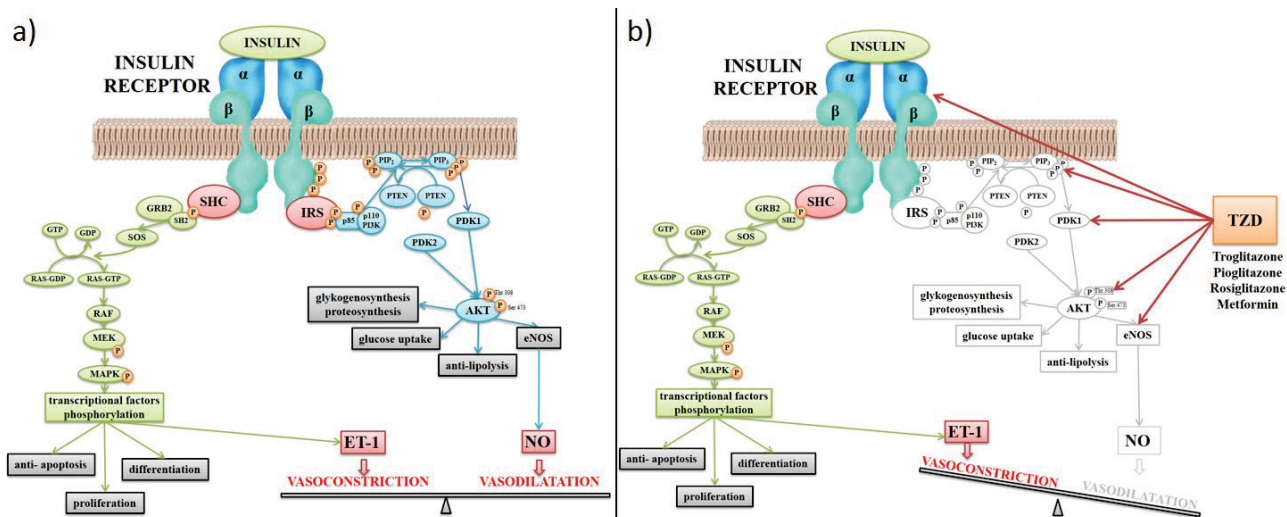 a)
INSULIN
INSULIN
RECEPTOR
α
α
β
β
PIP2
PIP3
P
P
P
P
P
P
P
P
PTEN
PTEN
P
SHC
IRS
P
P
P
p85
p110
PI3K
PDK1
GRB2
SH2
P
SOS
GTP
GDP
RAS-GDP
RAS-GTP
PDK2
RAF
MEK
P
MAPK
P
P
Thr 308
P
Ser 473
AKT
glykogenosynthesis
proteosynthesis
glucose uptake
eNOS
anti-lipolysis
transcriptional factors
phosphorylation
anti- apoptosis
differentiation
proliferation
ET-1
NO
VASOCONSTRICTION
VASODILATATION
b)
INSULIN
INSULIN
RECEPTOR
α
α
β
β
PIP2
PIP3
P
P
P
P
P
P
P
P
PTEN
PTEN
P
SHC
IRS
P
P
P
p85
p110
PI3K
PDK1
GRB2
SH2
P
SOS
GTP
GDP
RAS-GDP
RAS-GTP
PDK2
RAF
MEK
P
MAPK
P
P
Thr 308
P
Ser 473
AKT
glykogenosynthesis
proteosynthesis
glucose uptake
eNOS
anti-lipolysis
transcriptional factors
phosphorylation
anti- apoptosis
differentiation
proliferation
ET-1
NO
VASOCONSTRICTION
VASODILATATION
TZD
Troglitazone
Pioglitazone
Rosiglitazone
Metformin